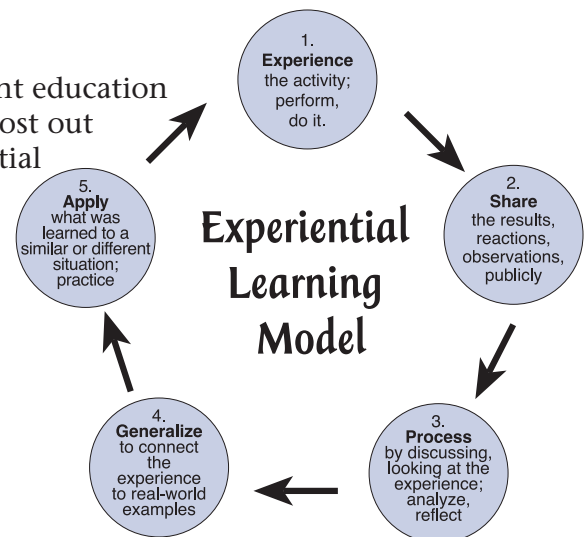 nt education
ost out
tial
1.
Experience
the activity;
perform,
do it.
2.
Share
the results,
reactions,
observations,
publicly
3.
Process
by discussing,
looking at the
experience;
analyze,
reflect
4.
Generalize
to connect
the
experience
to real-world
examples
5.
Apply
what was
learned to a
similar or different
situation;
practice
Experiential
Learning
Model